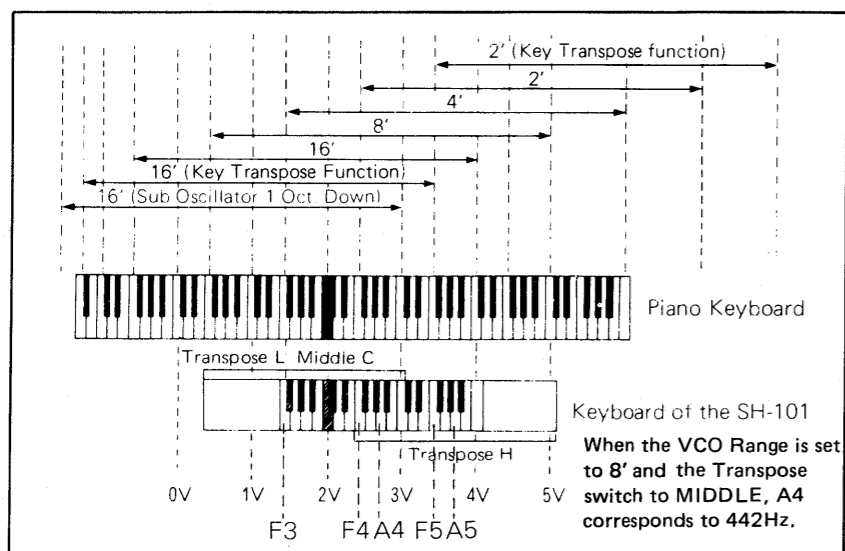 2' (Key Transpose function)
2'
4'
8'
16'
16' (Key Transpose Function)
16' (Sub Oscillator 1 Oct. Down)
Piano Keyboard
Transpose L Middle C
Keyboard of the SH-101
Transpose H
When the VCO Range is set
to 8' and the Transpose
switch to MIDDLE, A4
corresponds to 442Hz.
0V 1V 2V 3V 4V 5V
F3 F4 A4 F5 A5